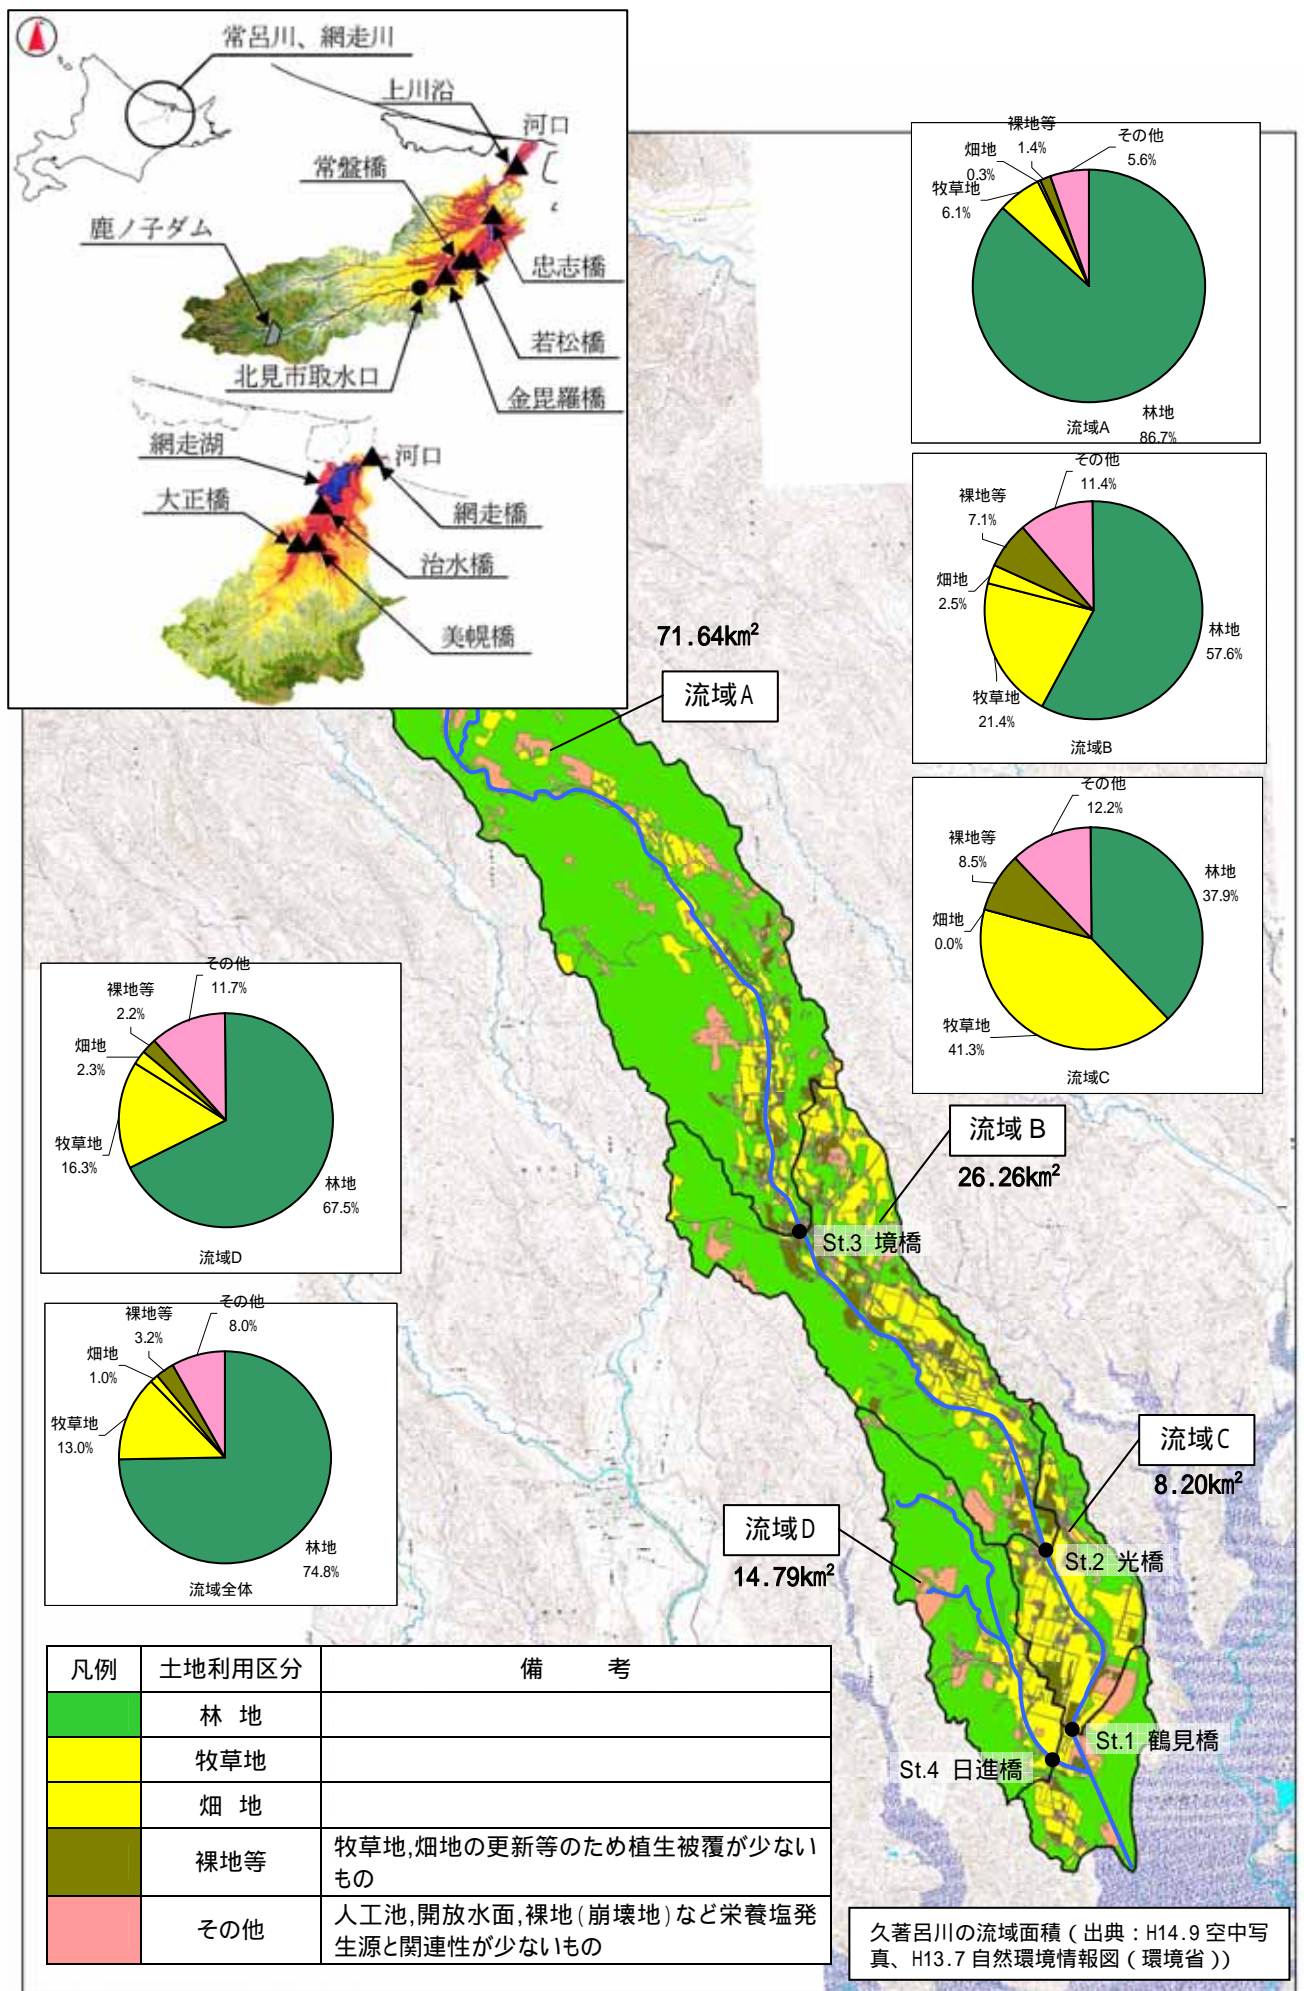 常呂川、網走川
上川沿
河口
常盤橋
鹿ノ子ダム
忠志橋
若松橋
北見市取水口
金毘羅橋
網走湖
河口
大正橋
網走橋
治水橋
美幌橋
71.64km²
流域A
裸地等
1.4%
その他
5.6%
畑地
0.3%
牧草地
6.1%
林地
86.7%
流域A
その他
11.4%
裸地等
7.1%
畑地
2.5%
林地
57.6%
牧草地
21.4%
流域B
その他
12.2%
裸地等
8.5%
林地
37.9%
畑地
0.0%
牧草地
41.3%
流域C
その他
11.7%
裸地等
2.2%
畑地
2.3%
牧草地
16.3%
林地
67.5%
流域D
流域B
26.26km²
St.3 境橋
その他
8.0%
裸地等
3.2%
畑地
1.0%
牧草地
13.0%
林地
74.8%
流域全体
流域C
8.20km²
流域D
14.79km²
St.2 光橋
St.1 鶴見橋
St.4 日進橋
凡例 土地利用区分 備 考
林 地
牧草地
畑 地
裸地等 牧草地,畑地の更新等のため植生被覆が少ない
もの
その他 人工池,開放水面,裸地(崩壊地)など栄養塩発
生源と関連性が少ないもの
久著呂川の流域面積（出典：H14.9 空中写
真、H13.7 自然環境情報図（環境省））